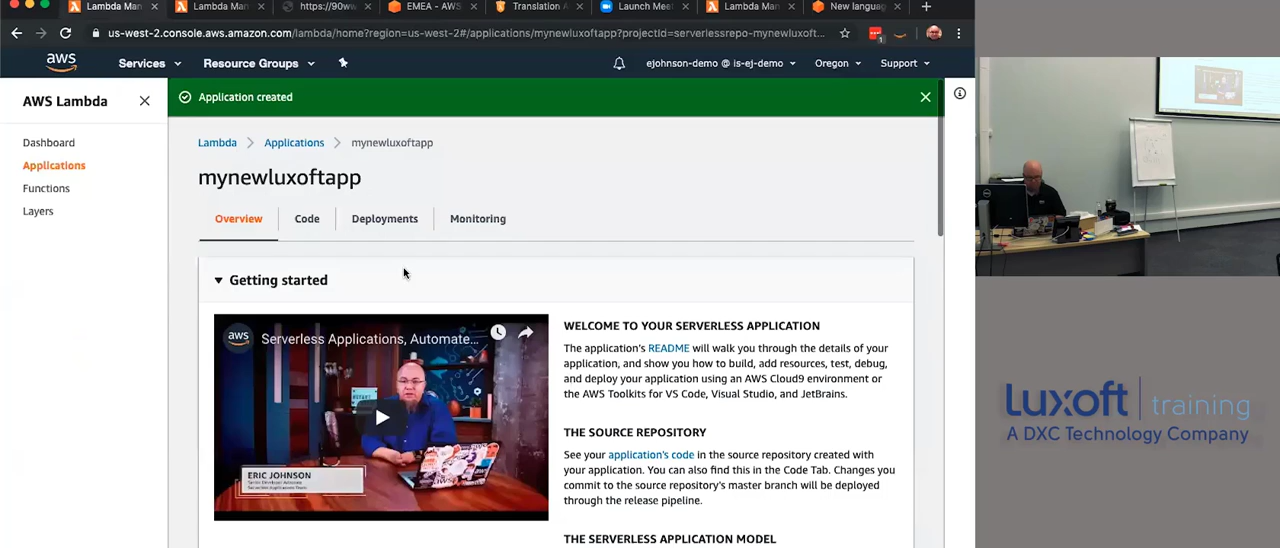 Lambda Man
Lambda Man
https://90ww
EMEA - AWS
Translation A
Launch Mee
Lambda Man
New langua
us-west-2.console.aws.amazon.com/lambda/home?region=us-west-2#/applications/mynewluxoftapp?projectId=serverlessrepo-mynewluxoft...
1
aws
Services
Resource Groups
ejohnson-demo @ is-ej-demo
Oregon
Support
AWS Lambda
Application created
Dashboard
Applications
Functions
Layers
Lambda
Applications
mynewluxoftapp
mynewluxoftapp
Overview
Code
Deployments
Monitoring
Getting started
aws
Serverless Applications, Automate...
ERIC JOHNSON
WELCOME TO YOUR SERVERLESS APPLICATION
The application's README will walk you through the details of your
application, and show you how to build, add resources, test, debug,
and deploy your application using an AWS Cloud9 environment or
the AWS Toolkits for VS Code, Visual Studio, and JetBrains.
THE SOURCE REPOSITORY
See your application's code in the source repository created with
your application. You can also find this in the Code Tab. Changes you
commit to the source repository's master branch will be deployed
through the release pipeline.
THE SERVERLESS APPLICATION MODEL
luxoft training
A DXC Technology Company